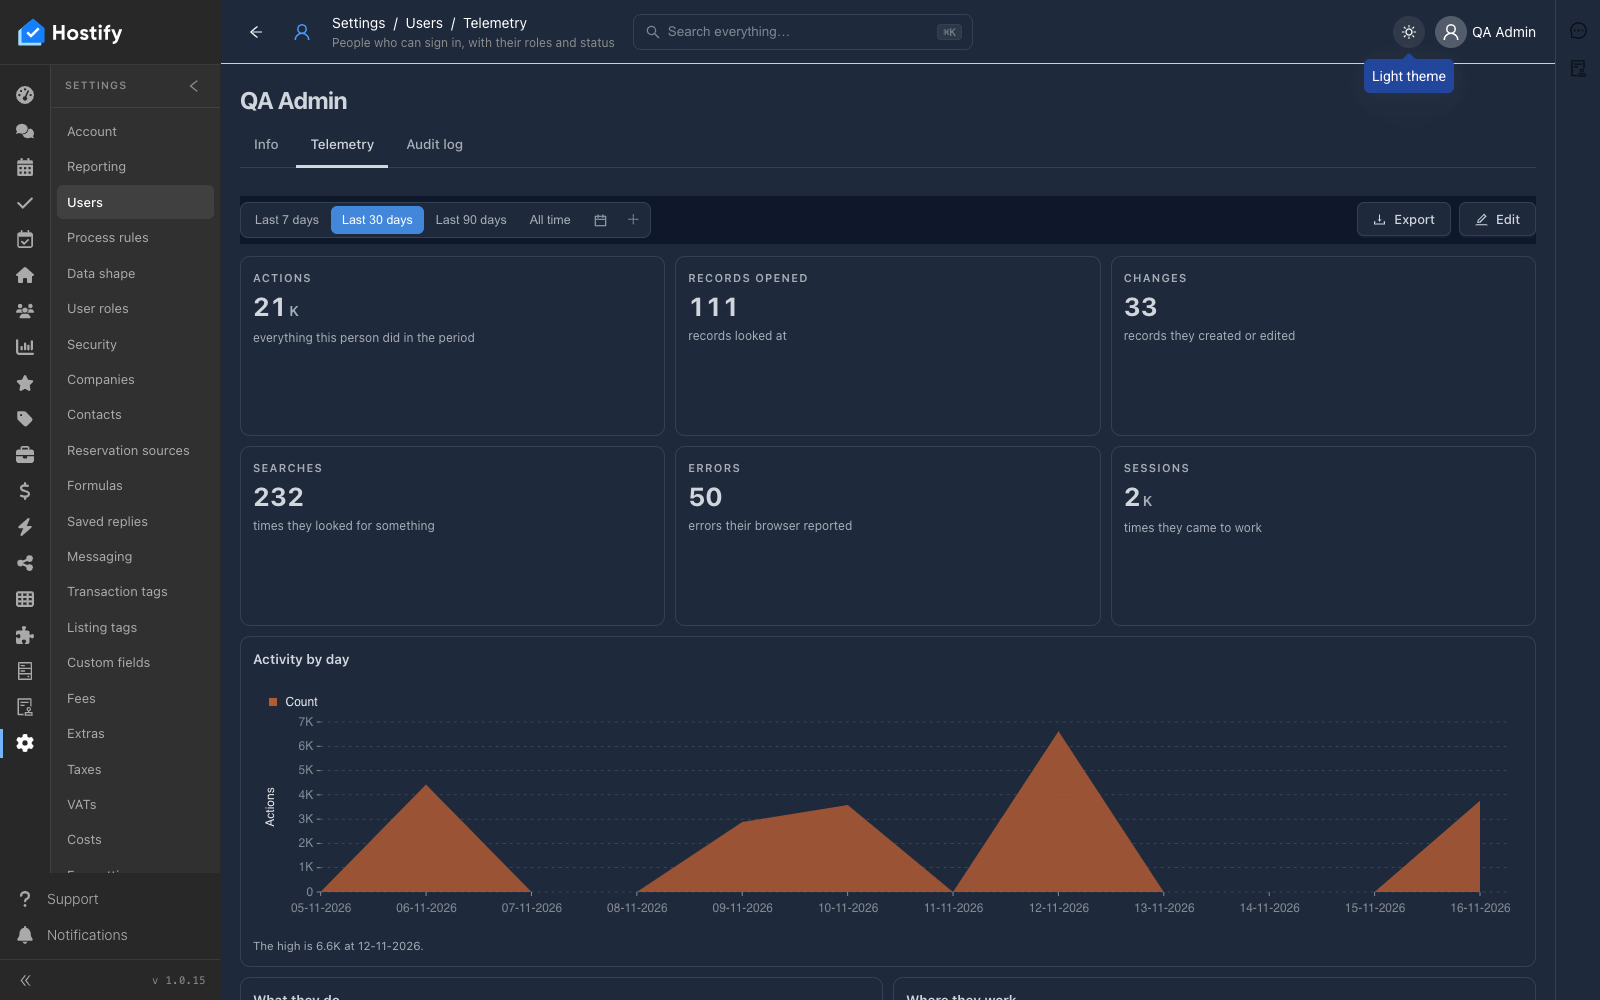 Hostify
Settings / Users / Telemetry
People who can sign in, with their roles and status
Search everything...
⌘K
QA Admin
Light theme
SETTINGS
Account
Reporting
Users
Process rules
Data shape
User roles
Security
Companies
Contacts
Reservation sources
Formulas
Saved replies
Messaging
Transaction tags
Listing tags
Custom fields
Fees
Extras
Taxes
VATs
Costs
Support
Notifications
v 1.0.15
QA Admin
Info
Telemetry
Audit log
Last 7 days
Last 30 days
Last 90 days
All time
Export
Edit
ACTIONS
21 K
everything this person did in the period
RECORDS OPENED
111
records looked at
CHANGES
33
records they created or edited
SEARCHES
232
times they looked for something
ERRORS
50
errors their browser reported
SESSIONS
2 K
times they came to work
Activity by day
Count
Actions
7K
6K
5K
4K
3K
2K
1K
0
05-11-2026
06-11-2026
07-11-2026
08-11-2026
09-11-2026
10-11-2026
11-11-2026
12-11-2026
13-11-2026
14-11-2026
15-11-2026
16-11-2026
The high is 6.6K at 12-11-2026.
What they do
Where they work